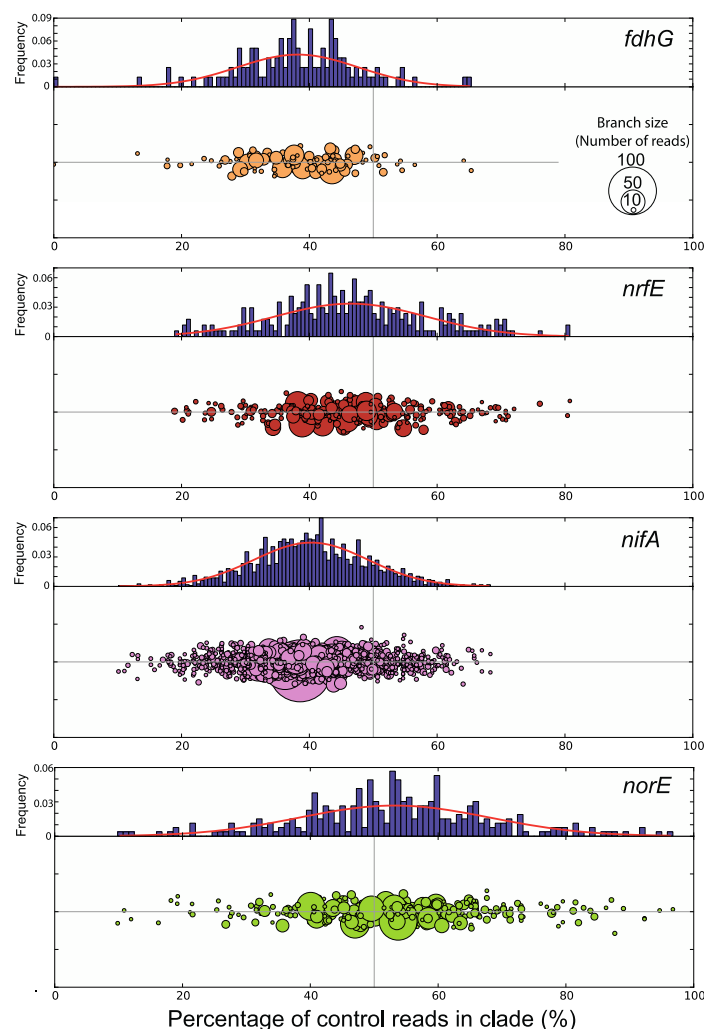 0.09
0.06
0.03
0
Frequency
fdhG
Branch size
(Number of reads)
100
50
10
0 20 40 60 80 100
0.06
0.03
0
Frequency
nrfE
0 20 40 60 80 100
0.06
0.03
0
Frequency
nifA
0 20 40 60 80 100
0.06
0.03
0
Frequency
norE
0 20 40 60 80 100
Percentage of control reads in clade (%)